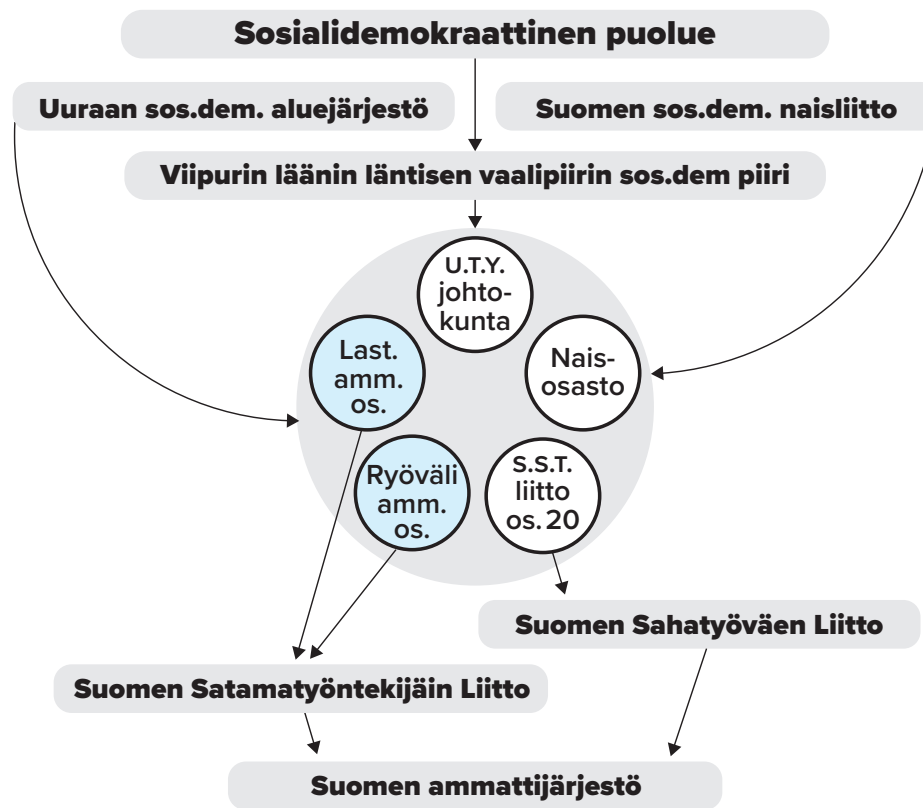 Sosialidemokraattinen puolue
Uuraan sos.dem. aluejärjestö
Suomen sos.dem. naisliitto
Viipurin läänin läntisen vaalipiirin sos.dem piiri
U.T.Y.
johto-
kunta
Last.
amm.
os.
Nais-
osasto
Ryöväli
amm.
os.
S.S.T.
liitto
os. 20
Suomen Sahatyöväen Liitto
Suomen Satamatyöntekijäin Liitto
Suomen ammattijärjestö